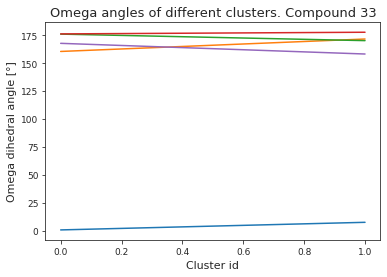 Omega angles of different clusters. Compound 33
Omega dihedral angle [°]
175
150
125
100
75
50
25
0
0.0 0.2 0.4 0.6 0.8 1.0
Cluster id